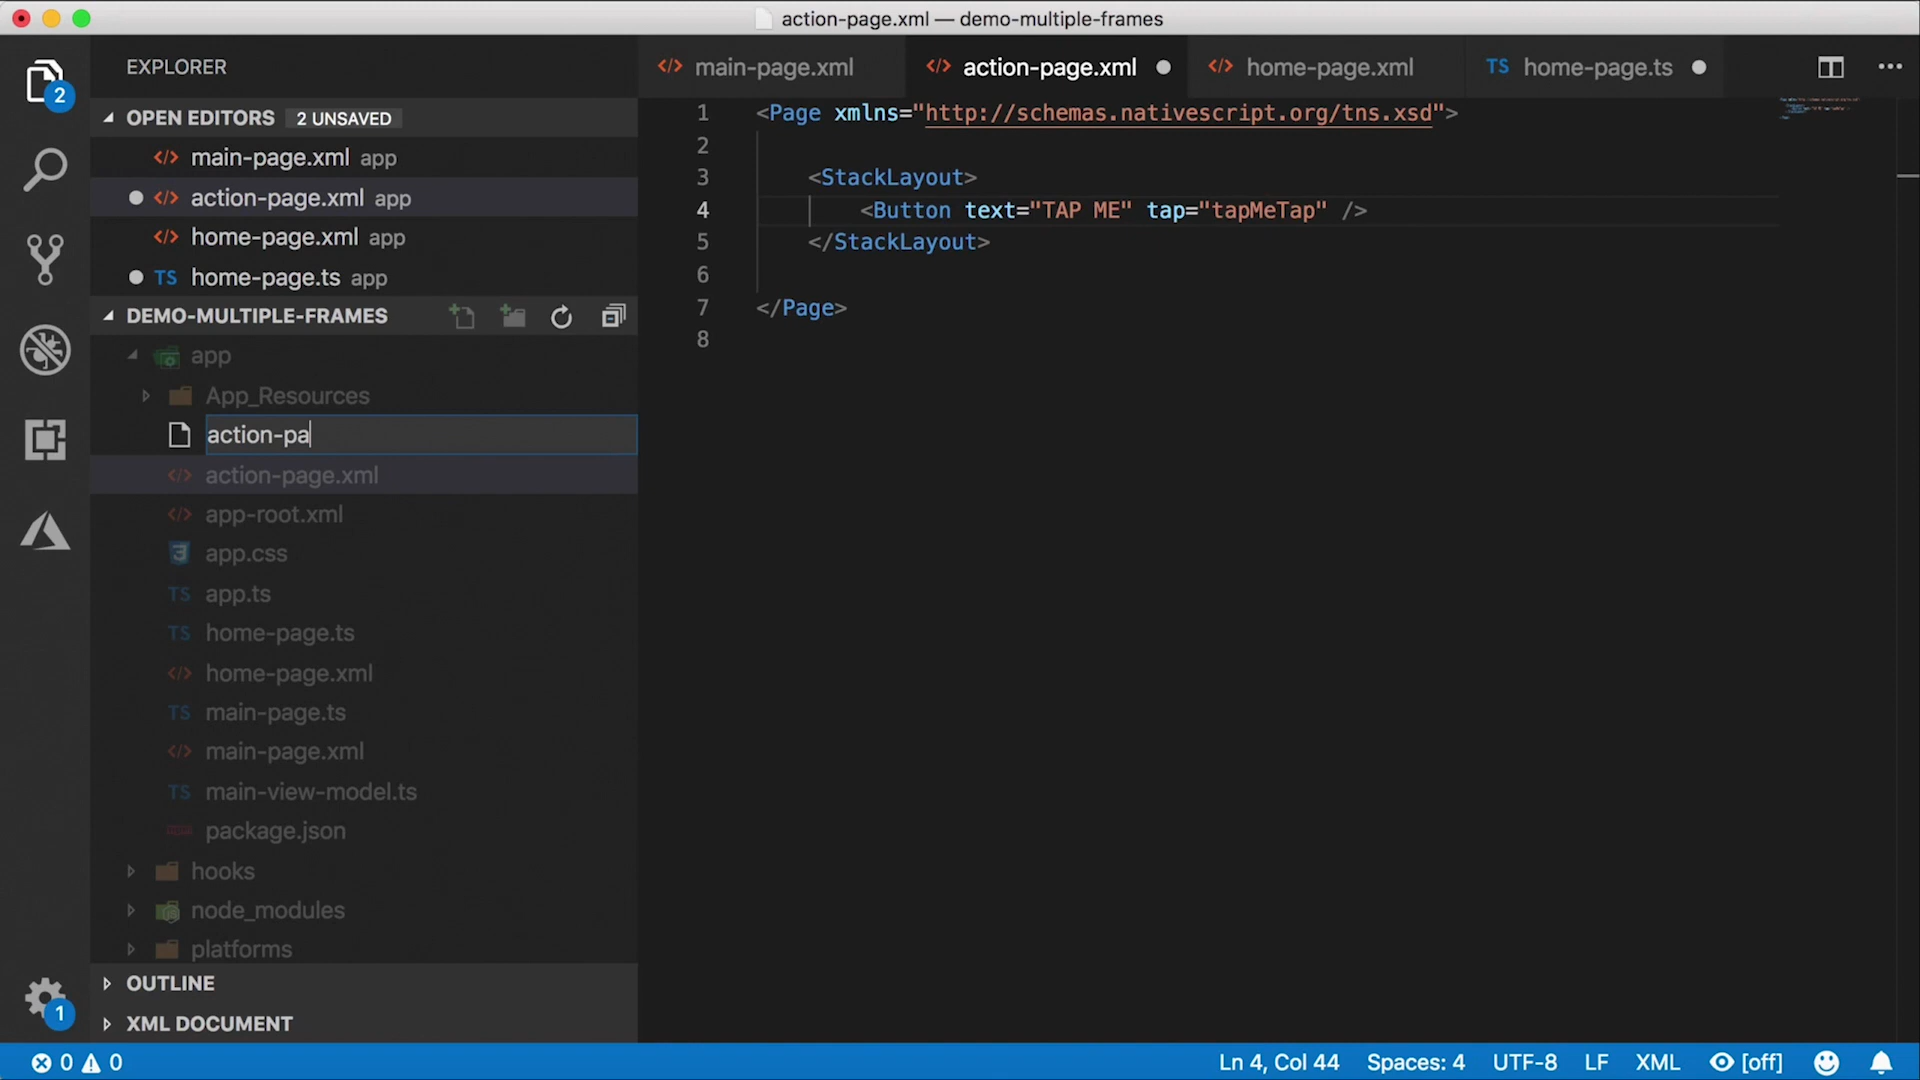 action-page.xml — demo-multiple-frames
2
EXPLORER
OPEN EDITORS 2 UNSAVED
main-page.xml app
action-page.xml app
home-page.xml app
TS home-page.ts app
DEMO-MULTIPLE-FRAMES
app
App_Resources
action-pa
action-page.xml
app-root.xml
app.css
TS app.ts
TS home-page.ts
home-page.xml
TS main-page.ts
main-page.xml
TS main-view-model.ts
package.json
hooks
node_modules
platforms
OUTLINE
XML DOCUMENT
1
main-page.xml action-page.xml home-page.xml TS home-page.ts
1 <Page xmlns="http://schemas.nativescript.org/tns.xsd">
2
3 <StackLayout>
4 <Button text="TAP ME" tap="tapMeTap" />
5 </StackLayout>
6
7 </Page>
8
0 0 Ln 4, Col 44 Spaces: 4 UTF-8 LF XML [off]